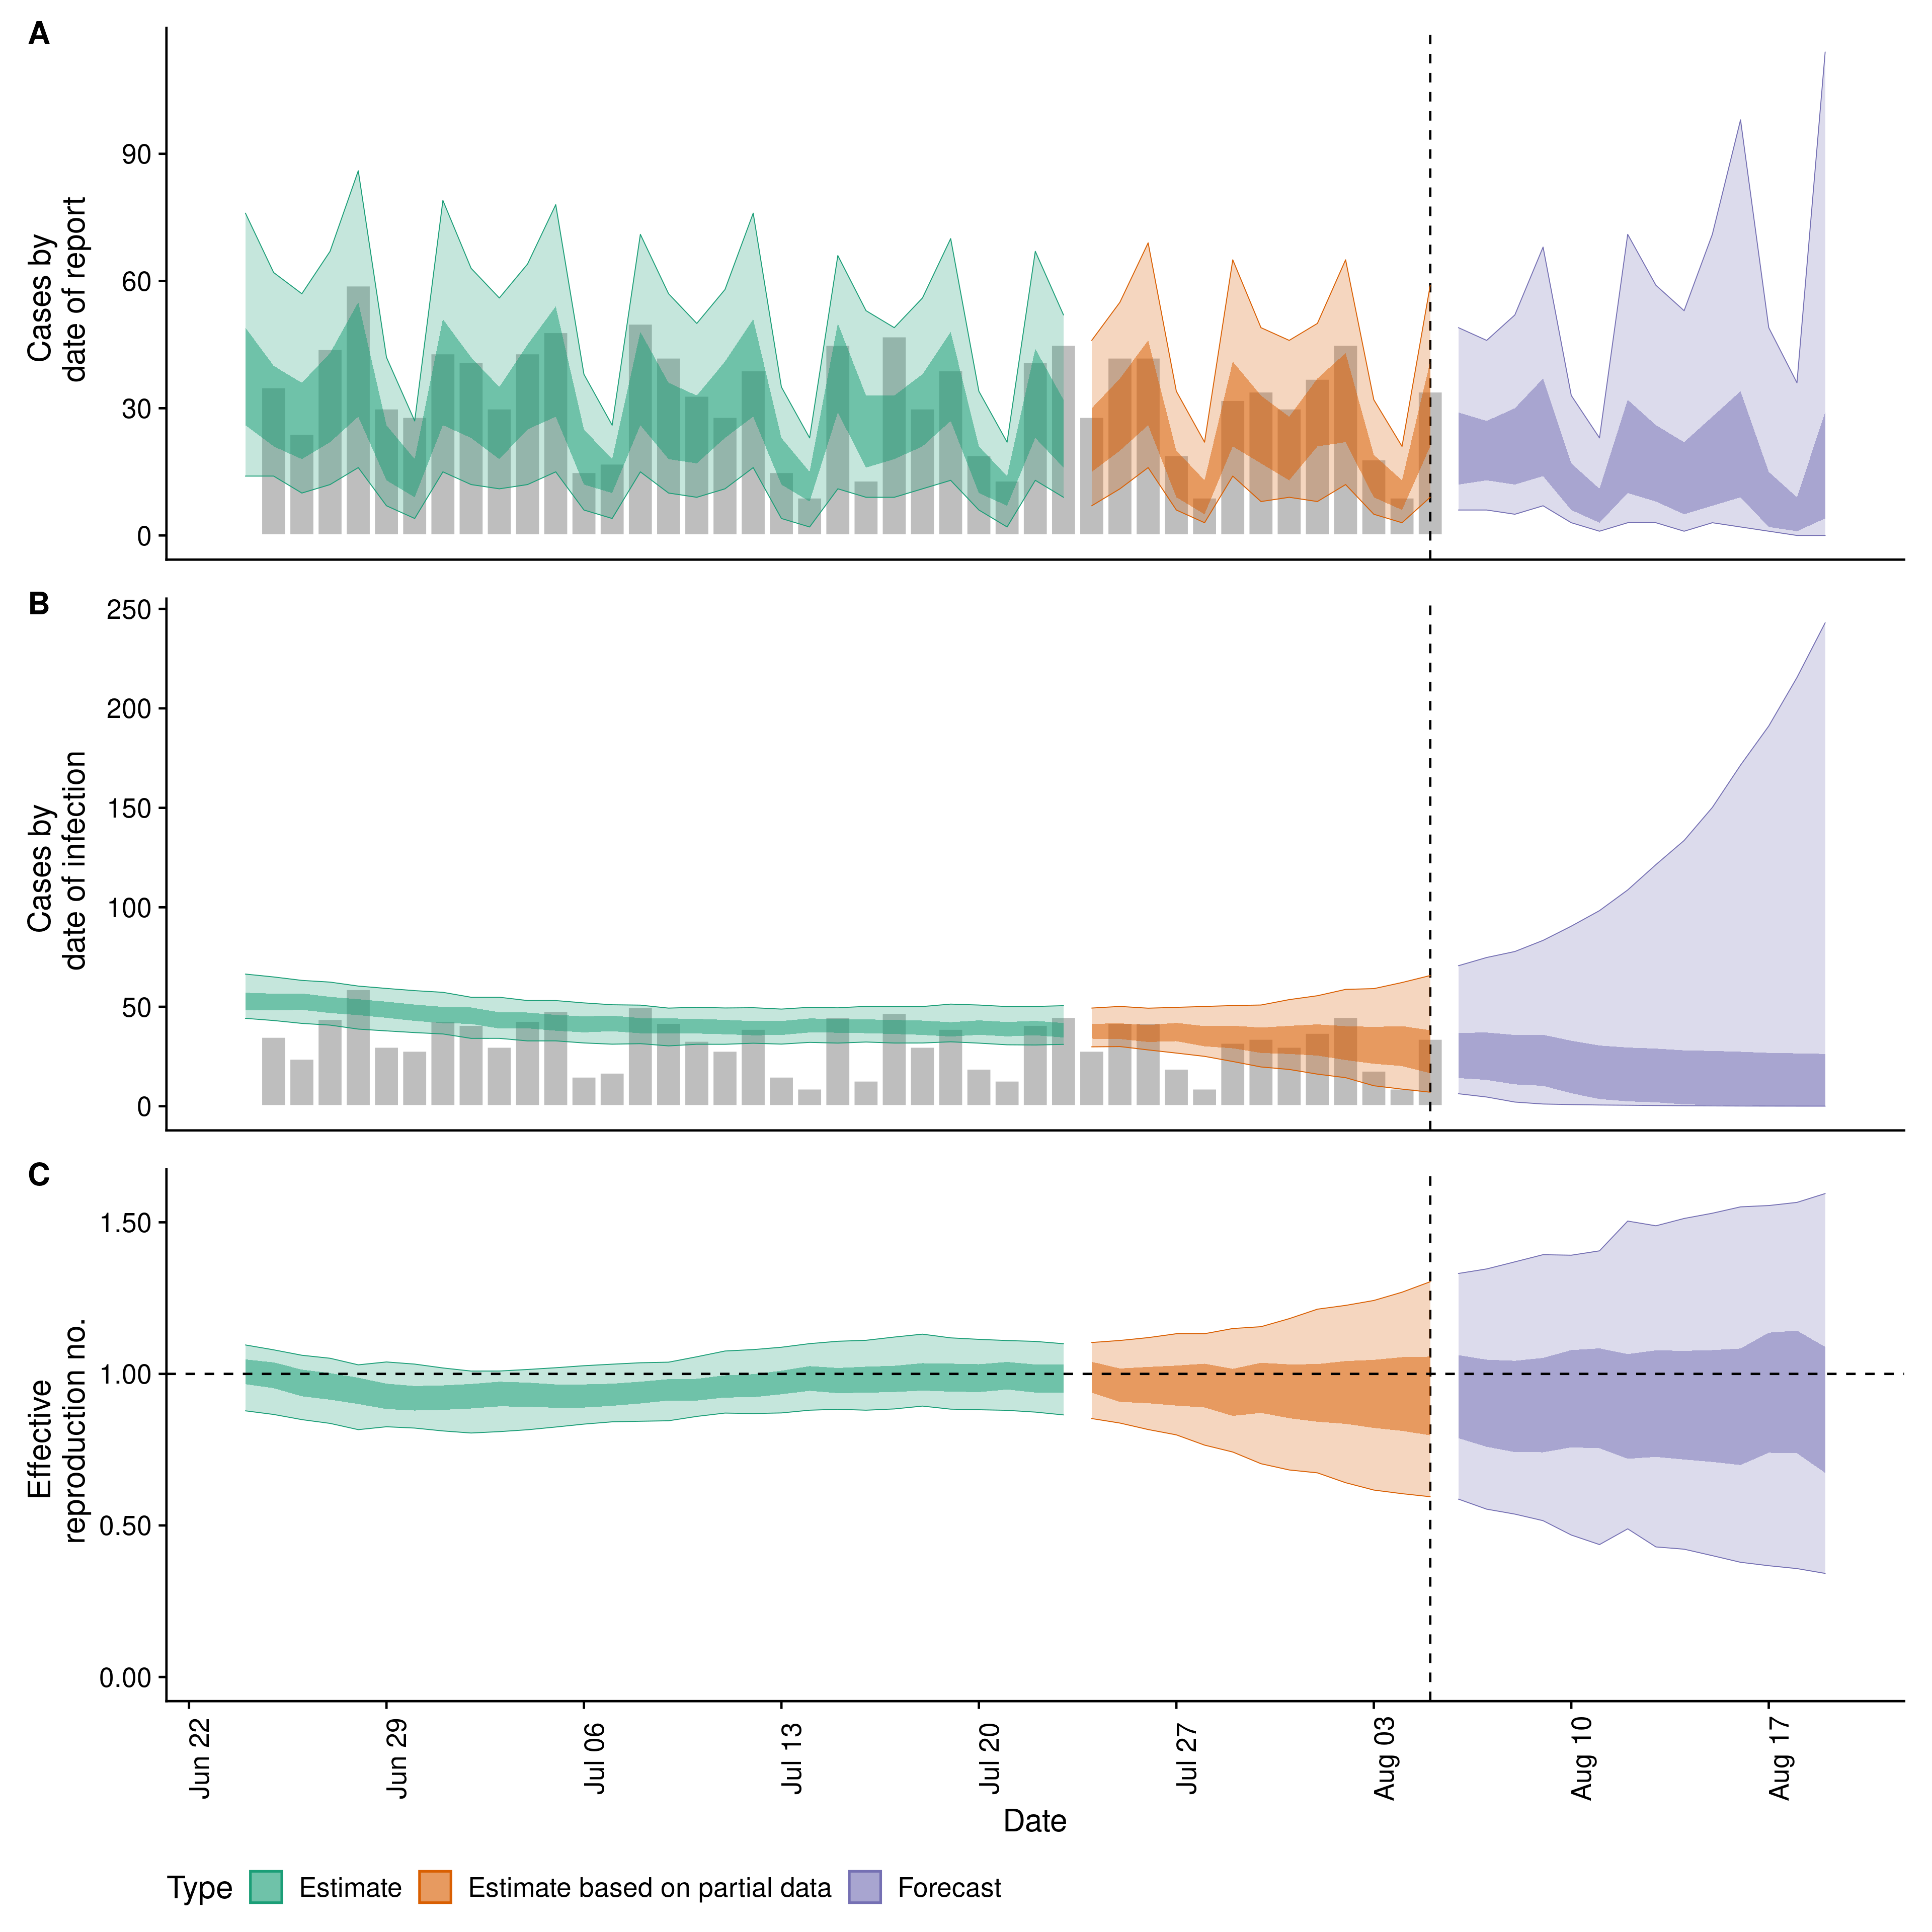 A
Cases by
date of report
90
60
30
0
B
Cases by
date of infection
250
200
150
100
50
0
C
Effective
reproduction no.
1.50
1.00
0.50
0.00
Jun 22
Jun 29
Jul 06
Jul 13
Jul 20
Jul 27
Aug 03
Aug 10
Aug 17
Date
Type
Estimate
Estimate based on partial data
Forecast